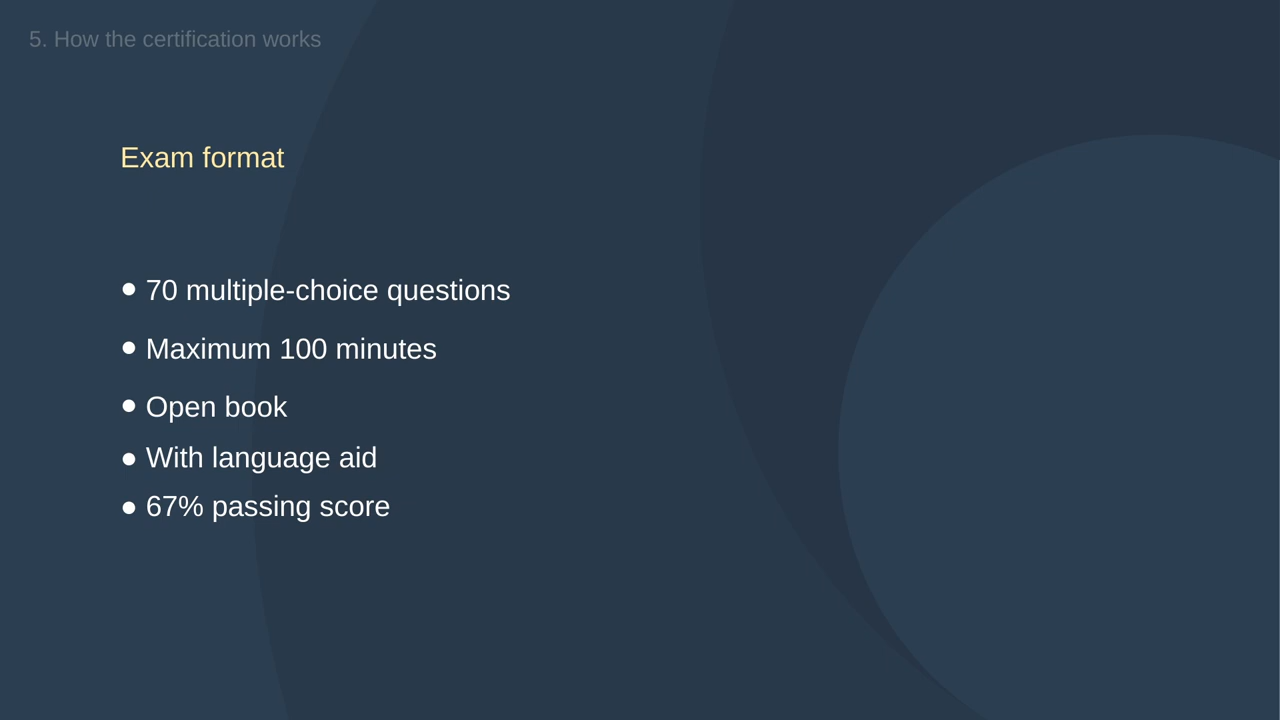 5. How the certification works
Exam format
● 70 multiple-choice questions
● Maximum 100 minutes
● Open book
● With language aid
● 67% passing score